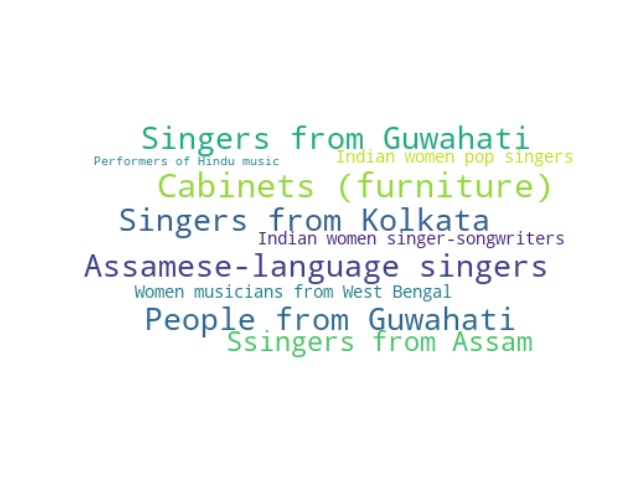 Singers from Guwahati
Performers of Hindu music
Indian women pop singers
Cabinets (furniture)
Singers from Kolkata
Indian women singer-songwriters
Assamese-language singers
Women musicians from West Bengal
People from Guwahati
Ssingers from Assam